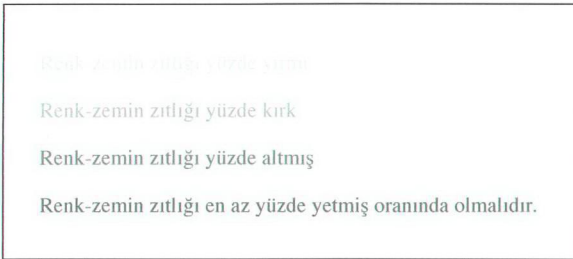 Renk-zemin zıtlığı yüzde yirmi
Renk-zemin zıtlığı yüzde kırk
Renk-zemin zıtlığı yüzde altmış
Renk-zemin zıtlığı en az yüzde yetmiş oranında olmalıdır.